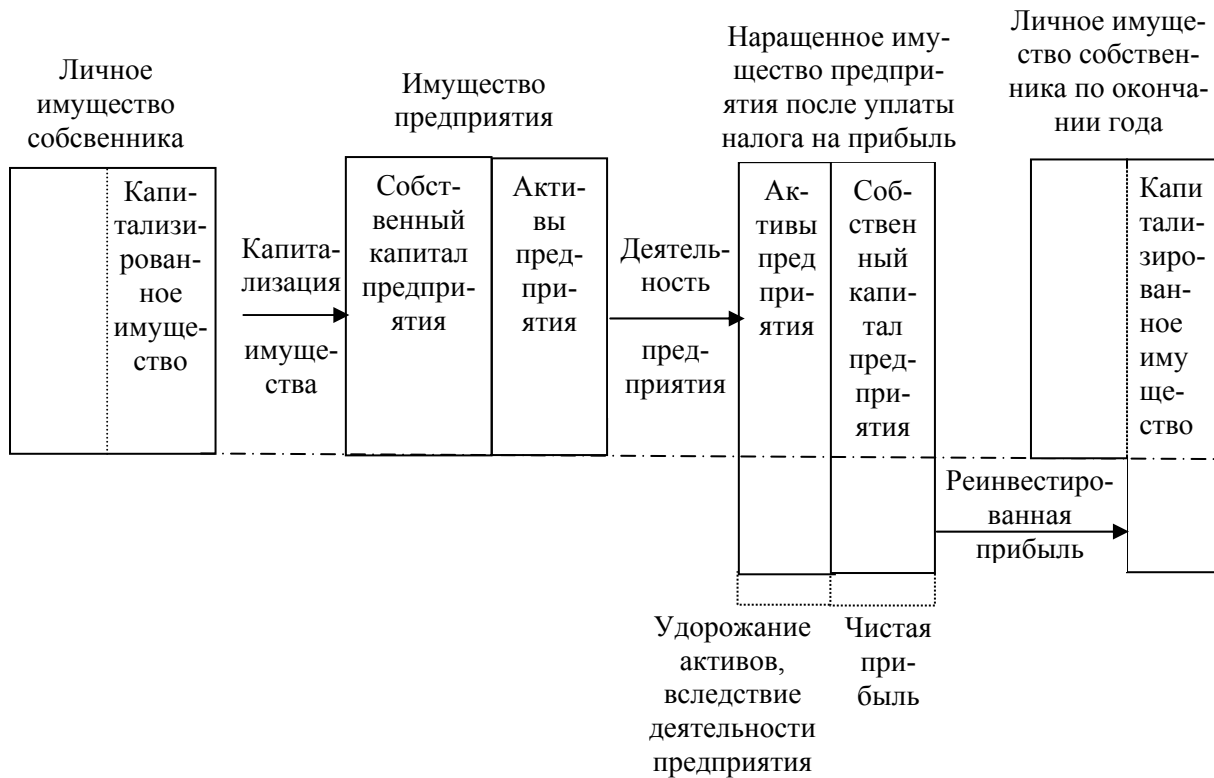 Личное
имущество
собсвенника
Имущество
предприятия
Наращенное иму-
щество предпри-
ятия после уплаты
налога на прибыль
Личное имуще-
ство собствен-
ника по оконча-
нии года
Капи-
тализи-
рован-
ное
имуще-
ство
Капита-
лизация
имуще-
ства
Собст-
венный
капитал
предпри-
ятия
Акти-
вы
пред-
при-
ятия
Деятель-
ность
пред-
приятия
Ак-
тивы
пред
при-
ятия
Соб-
ствен
ный
капи-
тал
пред-
при-
ятия
Капи
тали-
зиро-
ван-
ное
иму
ще-
ство
Реинвестиро-
ванная
прибыль
Удорожание
активов,
вследствие
деятельности
предприятия
Чистая
при-
быль